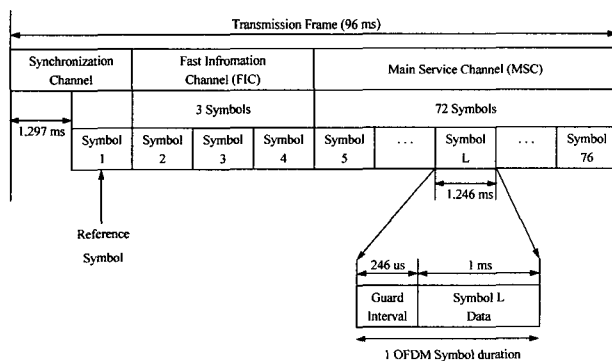 Transmission Frame (96 ms)
Synchronization
Channel
Fast Infromation
Channel (FIC)
Main Service Channel (MSC)
3 Symbols
72 Symbols
1.297 ms
Symbol
1
Symbol
2
Symbol
3
Symbol
4
Symbol
5
. . .
Symbol
L
. . .
Symbol
76
1.246 ms
Reference
Symbol
246 us
1 ms
Guard
Interval
Symbol L
Data
1 OFDM Symbol duration